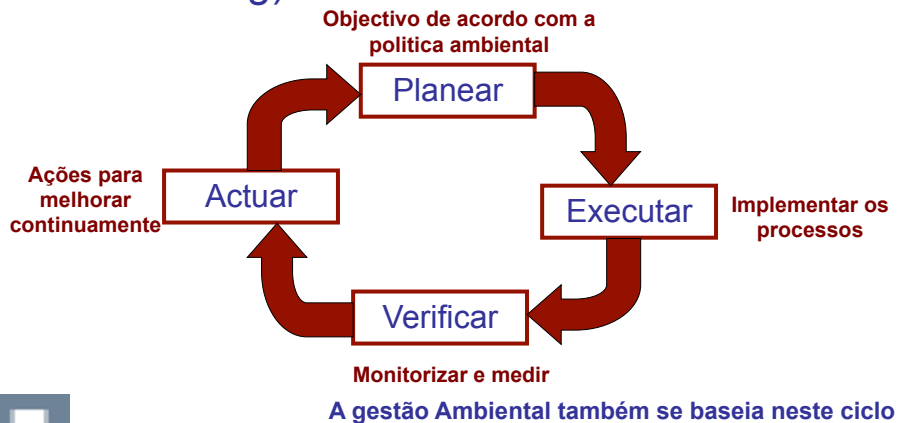 g)
Objectivo de acordo com a
politica ambiental
Planear
Ações para
melhorar
continuamente
Actuar
Executar
Implementar os
processos
Verificar
Monitorizar e medir
A gestão Ambiental também se baseia neste ciclo